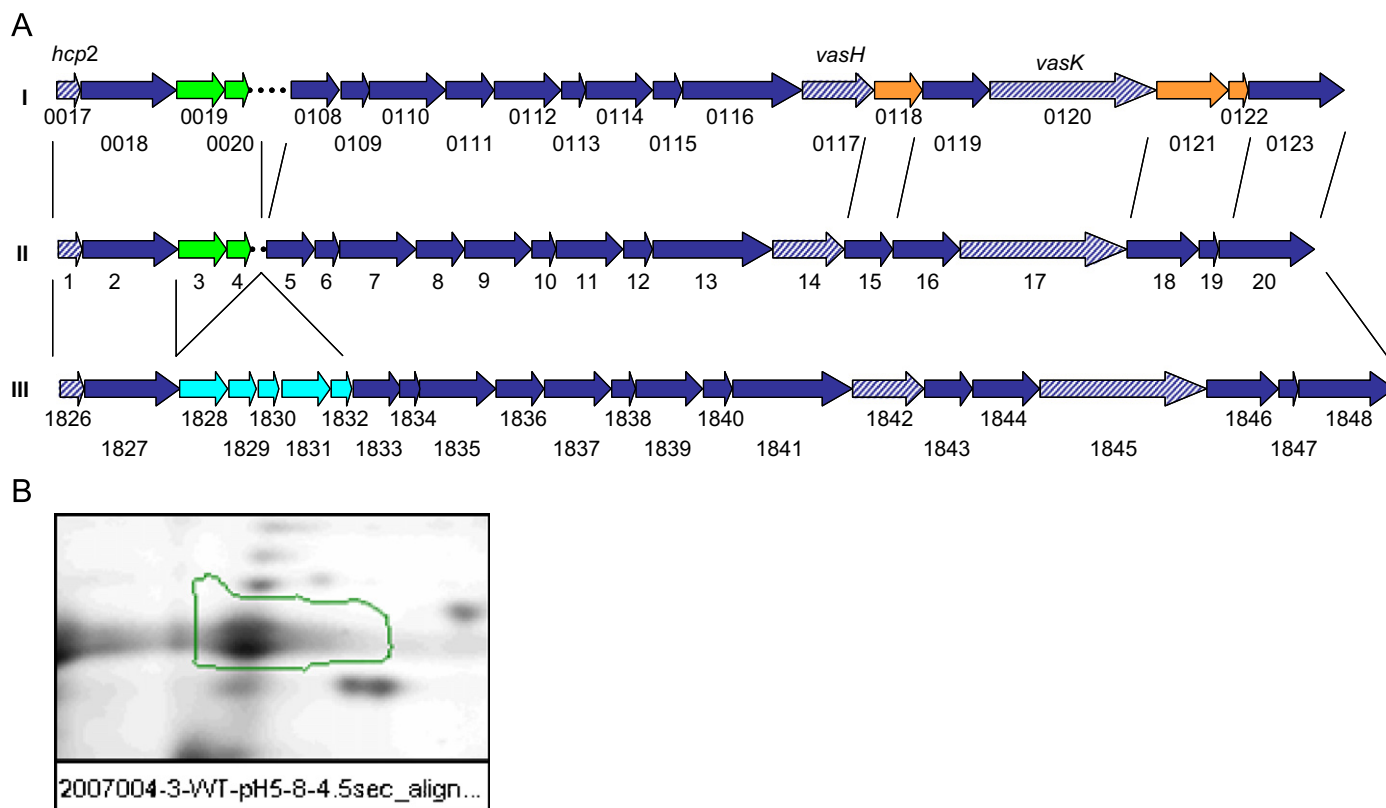 A
hcp2 vasH vasK
I
0017 0019 0108 0110 0112 0114 0116 0118 0120 0122
0018 0020 0109 0111 0113 0115 0117 0119 0121 0123
II
1 2 3 4 5 6 7 8 9 10 11 12 13 14 15 16 17 18 19 20
III
1826 1828 1830 1832 1834 1836 1838 1840 1842 1844 1846 1848
1827 1829 1831 1833 1835 1837 1839 1841 1843 1845 1847
B
2007004-3-WT-pH5-8-4.5sec_align...